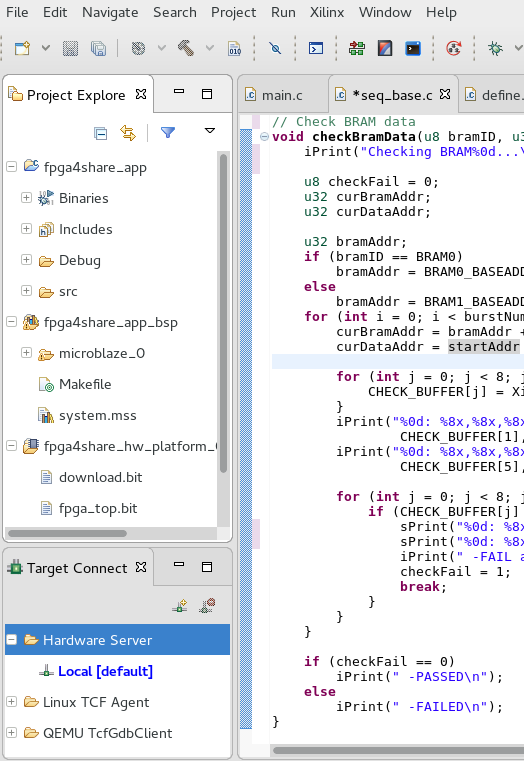 File Edit Navigate Search Project Run Xilinx Window Help
010
Project Explore
main.c
*seq_base.c
define.
fpga4share_app
Binaries
Includes
Debug
src
fpga4share_app_bsp
microblaze_0
Makefile
system.mss
fpga4share_hw_platform_
download.bit
fpga_top.bit
Target Connect
Hardware Server
Local [default]
Linux TCF Agent
QEMU TcfGdbClient
// Check BRAM data
void checkBramData(u8 bramID, u3
iPrint("Checking BRAM%0d...\
u8 checkFail = 0;
u32 curBramAddr;
u32 curDataAddr;
u32 bramAddr;
if (bramID == BRAM0)
bramAddr = BRAM0_BASEADD
else
bramAddr = BRAM1_BASEADD
for (int i = 0; i < burstNum
curBramAddr = bramAddr +
curDataAddr = startAddr
for (int j = 0; j < 8; j
CHECK_BUFFER[j] = Xi
}
iPrint("%0d: %8x,%8x,%8x
CHECK_BUFFER[1],
iPrint("%0d: %8x,%8x,%8x
CHECK_BUFFER[5],
for (int j = 0; j < 8; j
if (CHECK_BUFFER[j]
sPrint("%0d: %8x
sPrint("%0d: %8x
iPrint(" -FAIL a
checkFail = 1;
break;
}
}
}
if (checkFail == 0)
iPrint(" -PASSED\n");
else
iPrint(" -FAILED\n");
}